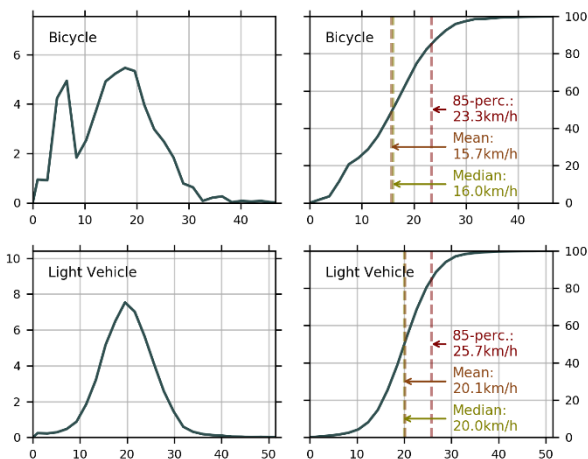 Bicycle
6
4
2
0
0 10 20 30 40
Bicycle
100
80
60
40
20
0
85-perc.:
23.3km/h
Mean:
15.7km/h
Median:
16.0km/h
0 10 20 30 40
Light Vehicle
10
8
6
4
2
0
0 10 20 30 40 50
Light Vehicle
100
80
60
40
20
0
85-perc.:
25.7km/h
Mean:
20.1km/h
Median:
20.0km/h
0 10 20 30 40 50